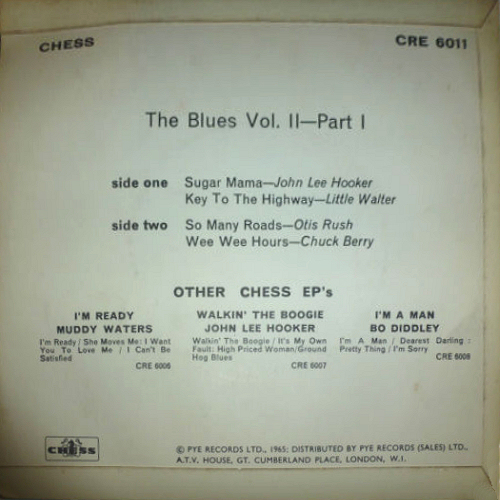 CHESS
CRE 6011
The Blues Vol. II—Part I
side one Sugar Mama—John Lee Hooker
Key To The Highway—Little Walter
side two So Many Roads—Otis Rush
Wee Wee Hours—Chuck Berry
OTHER CHESS EP's
I'M READY
MUDDY WATERS
I'm Ready / She Moves Me: I Want
You To Love Me / I Can't Be
Satisfied
CRE 6006
WALKIN' THE BOOGIE
JOHN LEE HOOKER
Walkin' The Boogie / It's My Own
Fault: High Priced Woman/Ground
Hog Blues
CRE 6007
I'M A MAN
BO DIDDLEY
I'm A Man / Dearest Darling :
Pretty Thing / I'm Sorry
CRE 6008
CHESS
© PYE RECORDS LTD., 1965: DISTRIBUTED BY PYE RECORDS (SALES) LTD.,
A.T.V. HOUSE, GT. CUMBERLAND PLACE, LONDON, W.I.